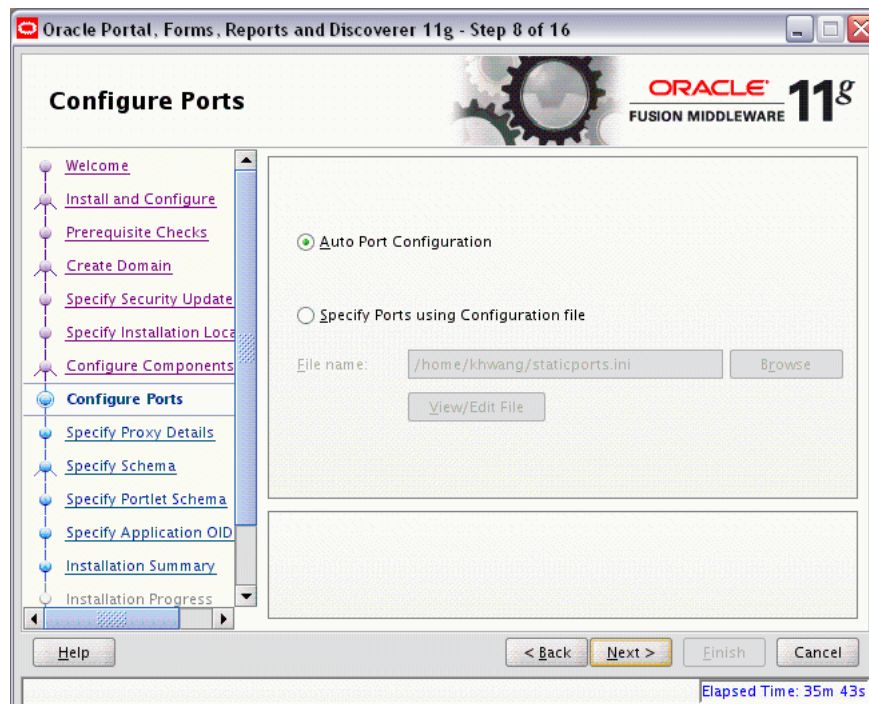 Oracle Portal, Forms, Reports and Discoverer 11g - Step 8 of 16
Configure Ports
ORACLE
FUSION MIDDLEWARE 11g
Welcome
Install and Configure
Prerequisite Checks
Create Domain
Specify Security Update
Specify Installation Loca
Configure Components
Configure Ports
Specify Proxy Details
Specify Schema
Specify Portlet Schema
Specify Application OID
Installation Summary
Installation Progress
Auto Port Configuration
Specify Ports using Configuration file
File name: /home/khwang/staticports.ini Browse
View/Edit File
Help < Back Next > Finish Cancel
Elapsed Time: 35m 43s